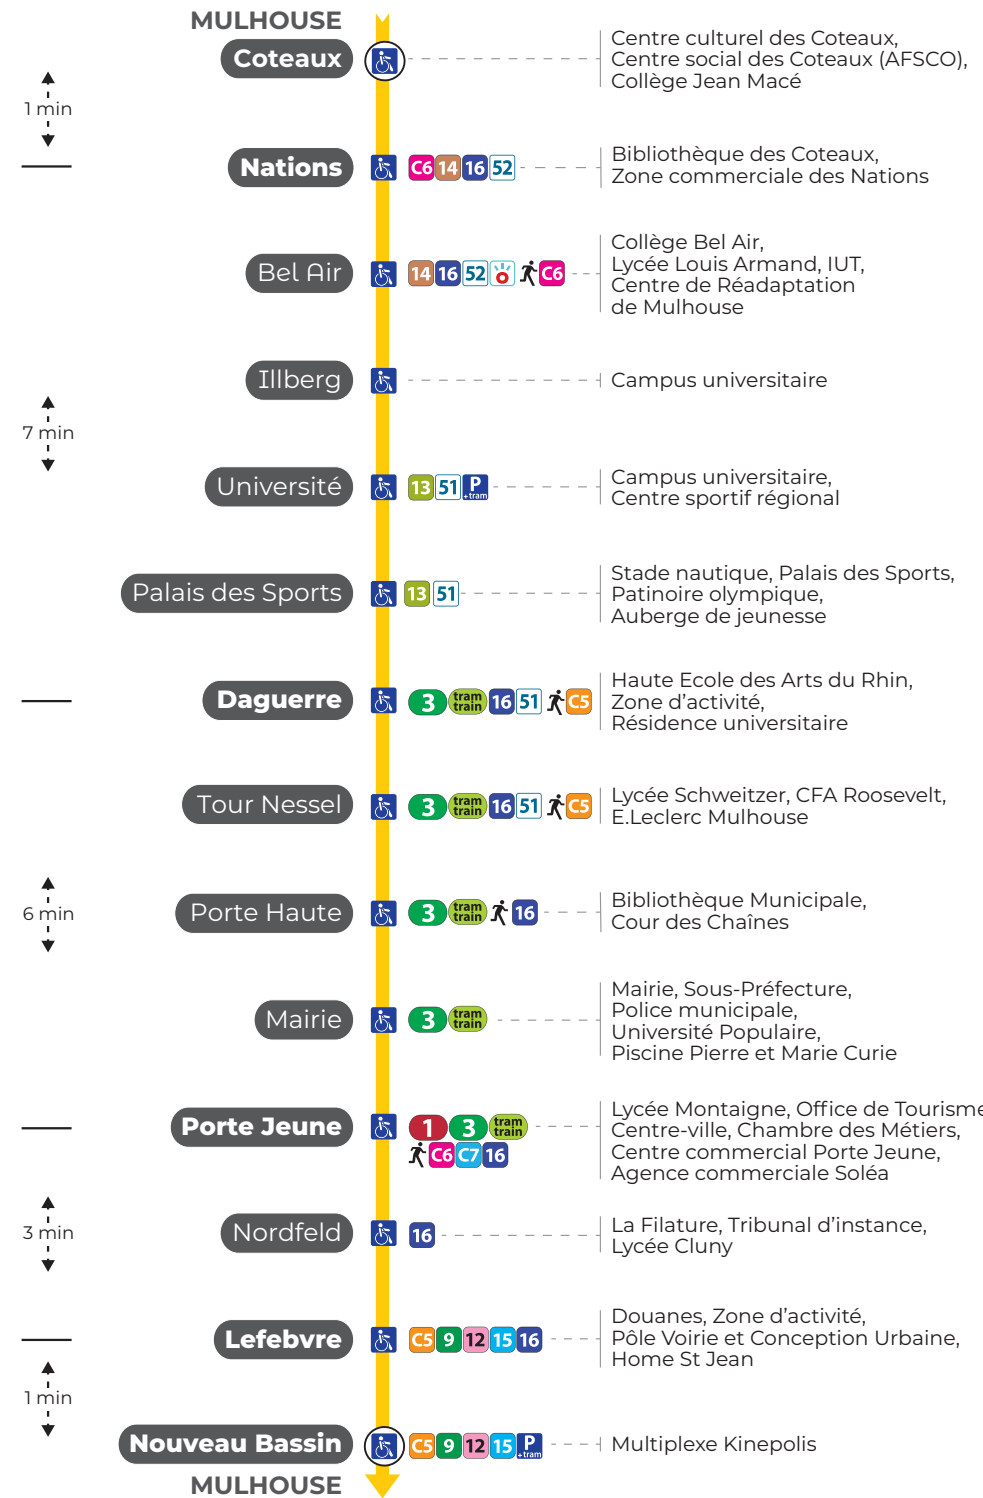 MULHOUSE
Coteaux
Centre culturel des Coteaux,
Centre social des Coteaux (AFSCO),
Collège Jean Macé
1 min
Nations
C6 14 16 52
Bibliothèque des Coteaux,
Zone commerciale des Nations
Bel Air
14 16 52 C6
Collège Bel Air,
Lycée Louis Armand, IUT,
Centre de Réadaptation
de Mulhouse
Illberg
Campus universitaire
7 min
Université
13 51 P
+tram
Campus universitaire,
Centre sportif régional
Palais des Sports
13 51
Stade nautique, Palais des Sports,
Patinoire olympique,
Auberge de jeunesse
Daguerre
3 tram train 16 51 C5
Haute Ecole des Arts du Rhin,
Zone d’activité,
Résidence universitaire
Tour Nessel
3 tram train 16 51 C5
Lycée Schweitzer, CFA Roosevelt,
E.Leclerc Mulhouse
6 min
Porte Haute
3 tram train 16
Bibliothèque Municipale,
Cour des Chaînes
Mairie
3 tram train
Mairie, Sous-Préfecture,
Police municipale,
Université Populaire,
Piscine Pierre et Marie Curie
Porte Jeune
1 3 tram train
C6 C7 16
Lycée Montaigne, Office de Tourisme
Centre-ville, Chambre des Métiers,
Centre commercial Porte Jeune,
Agence commerciale Soléa
3 min
Nordfeld
16
La Filature, Tribunal d’instance,
Lycée Cluny
Lefebvre
C5 9 12 15 16
Douanes, Zone d’activité,
Pôle Voirie et Conception Urbaine,
Home St Jean
1 min
Nouveau Bassin
C5 9 12 15 P
+tram
Multiplexe Kinepolis
MULHOUSE